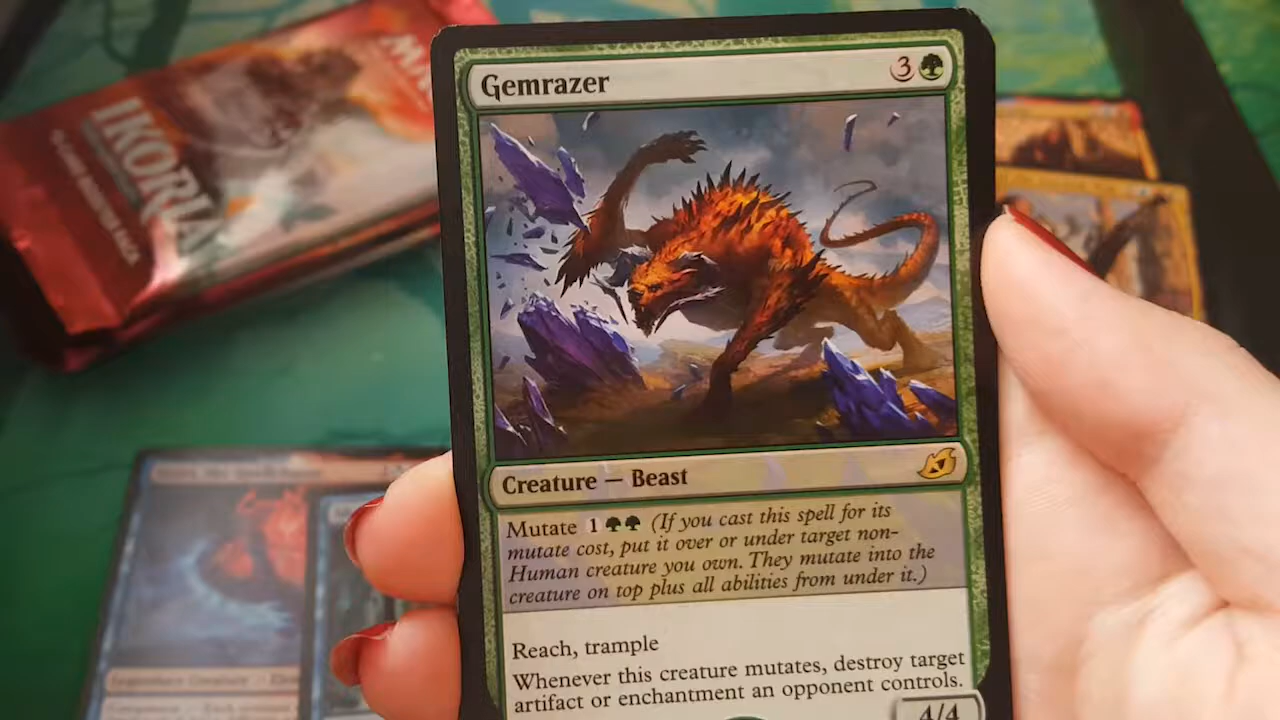 IKORIA
Gemrazer 3
Creature — Beast
Mutate 1 (If you cast this spell for its
mutate cost, put it over or under target non-
Human creature you own. They mutate into the
creature on top plus all abilities from under it.)
Reach, trample
Whenever this creature mutates, destroy target
artifact or enchantment an opponent controls.
4/4